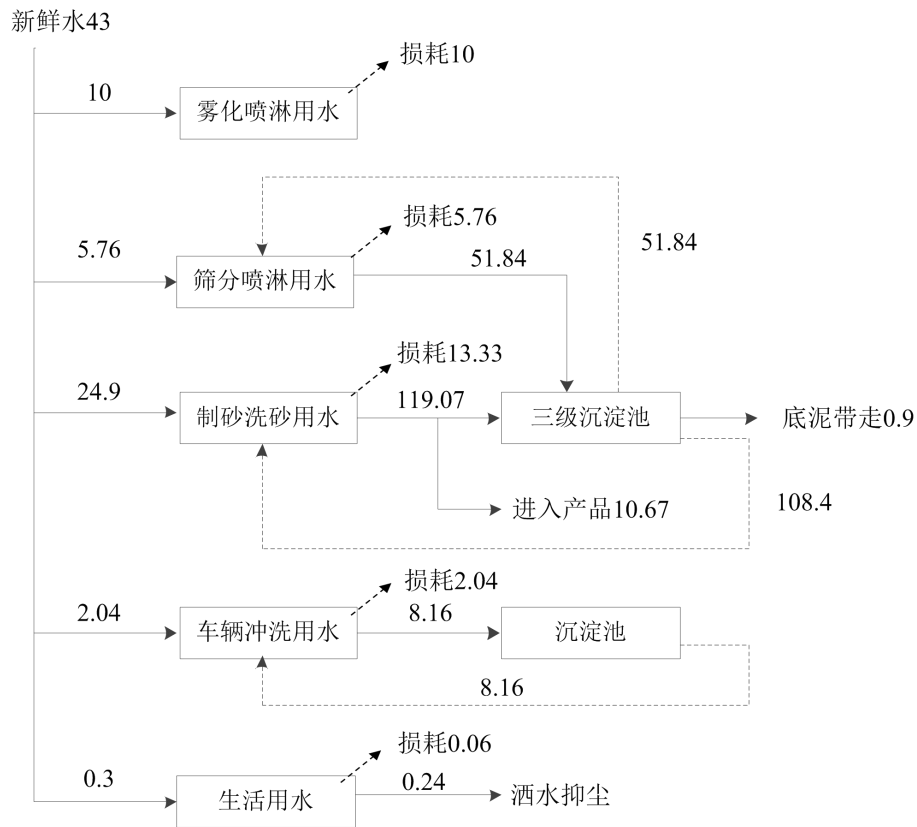 新鲜水43
损耗10
10
雾化喷淋用水
损耗5.76
51.84
5.76
51.84
筛分喷淋用水
损耗13.33
24.9
119.07
制砂洗砂用水
三级沉淀池
底泥带走0.9
108.4
进入产品10.67
损耗2.04
2.04
8.16
车辆冲洗用水
沉淀池
8.16
损耗0.06
0.3
0.24
生活用水
洒水抑尘